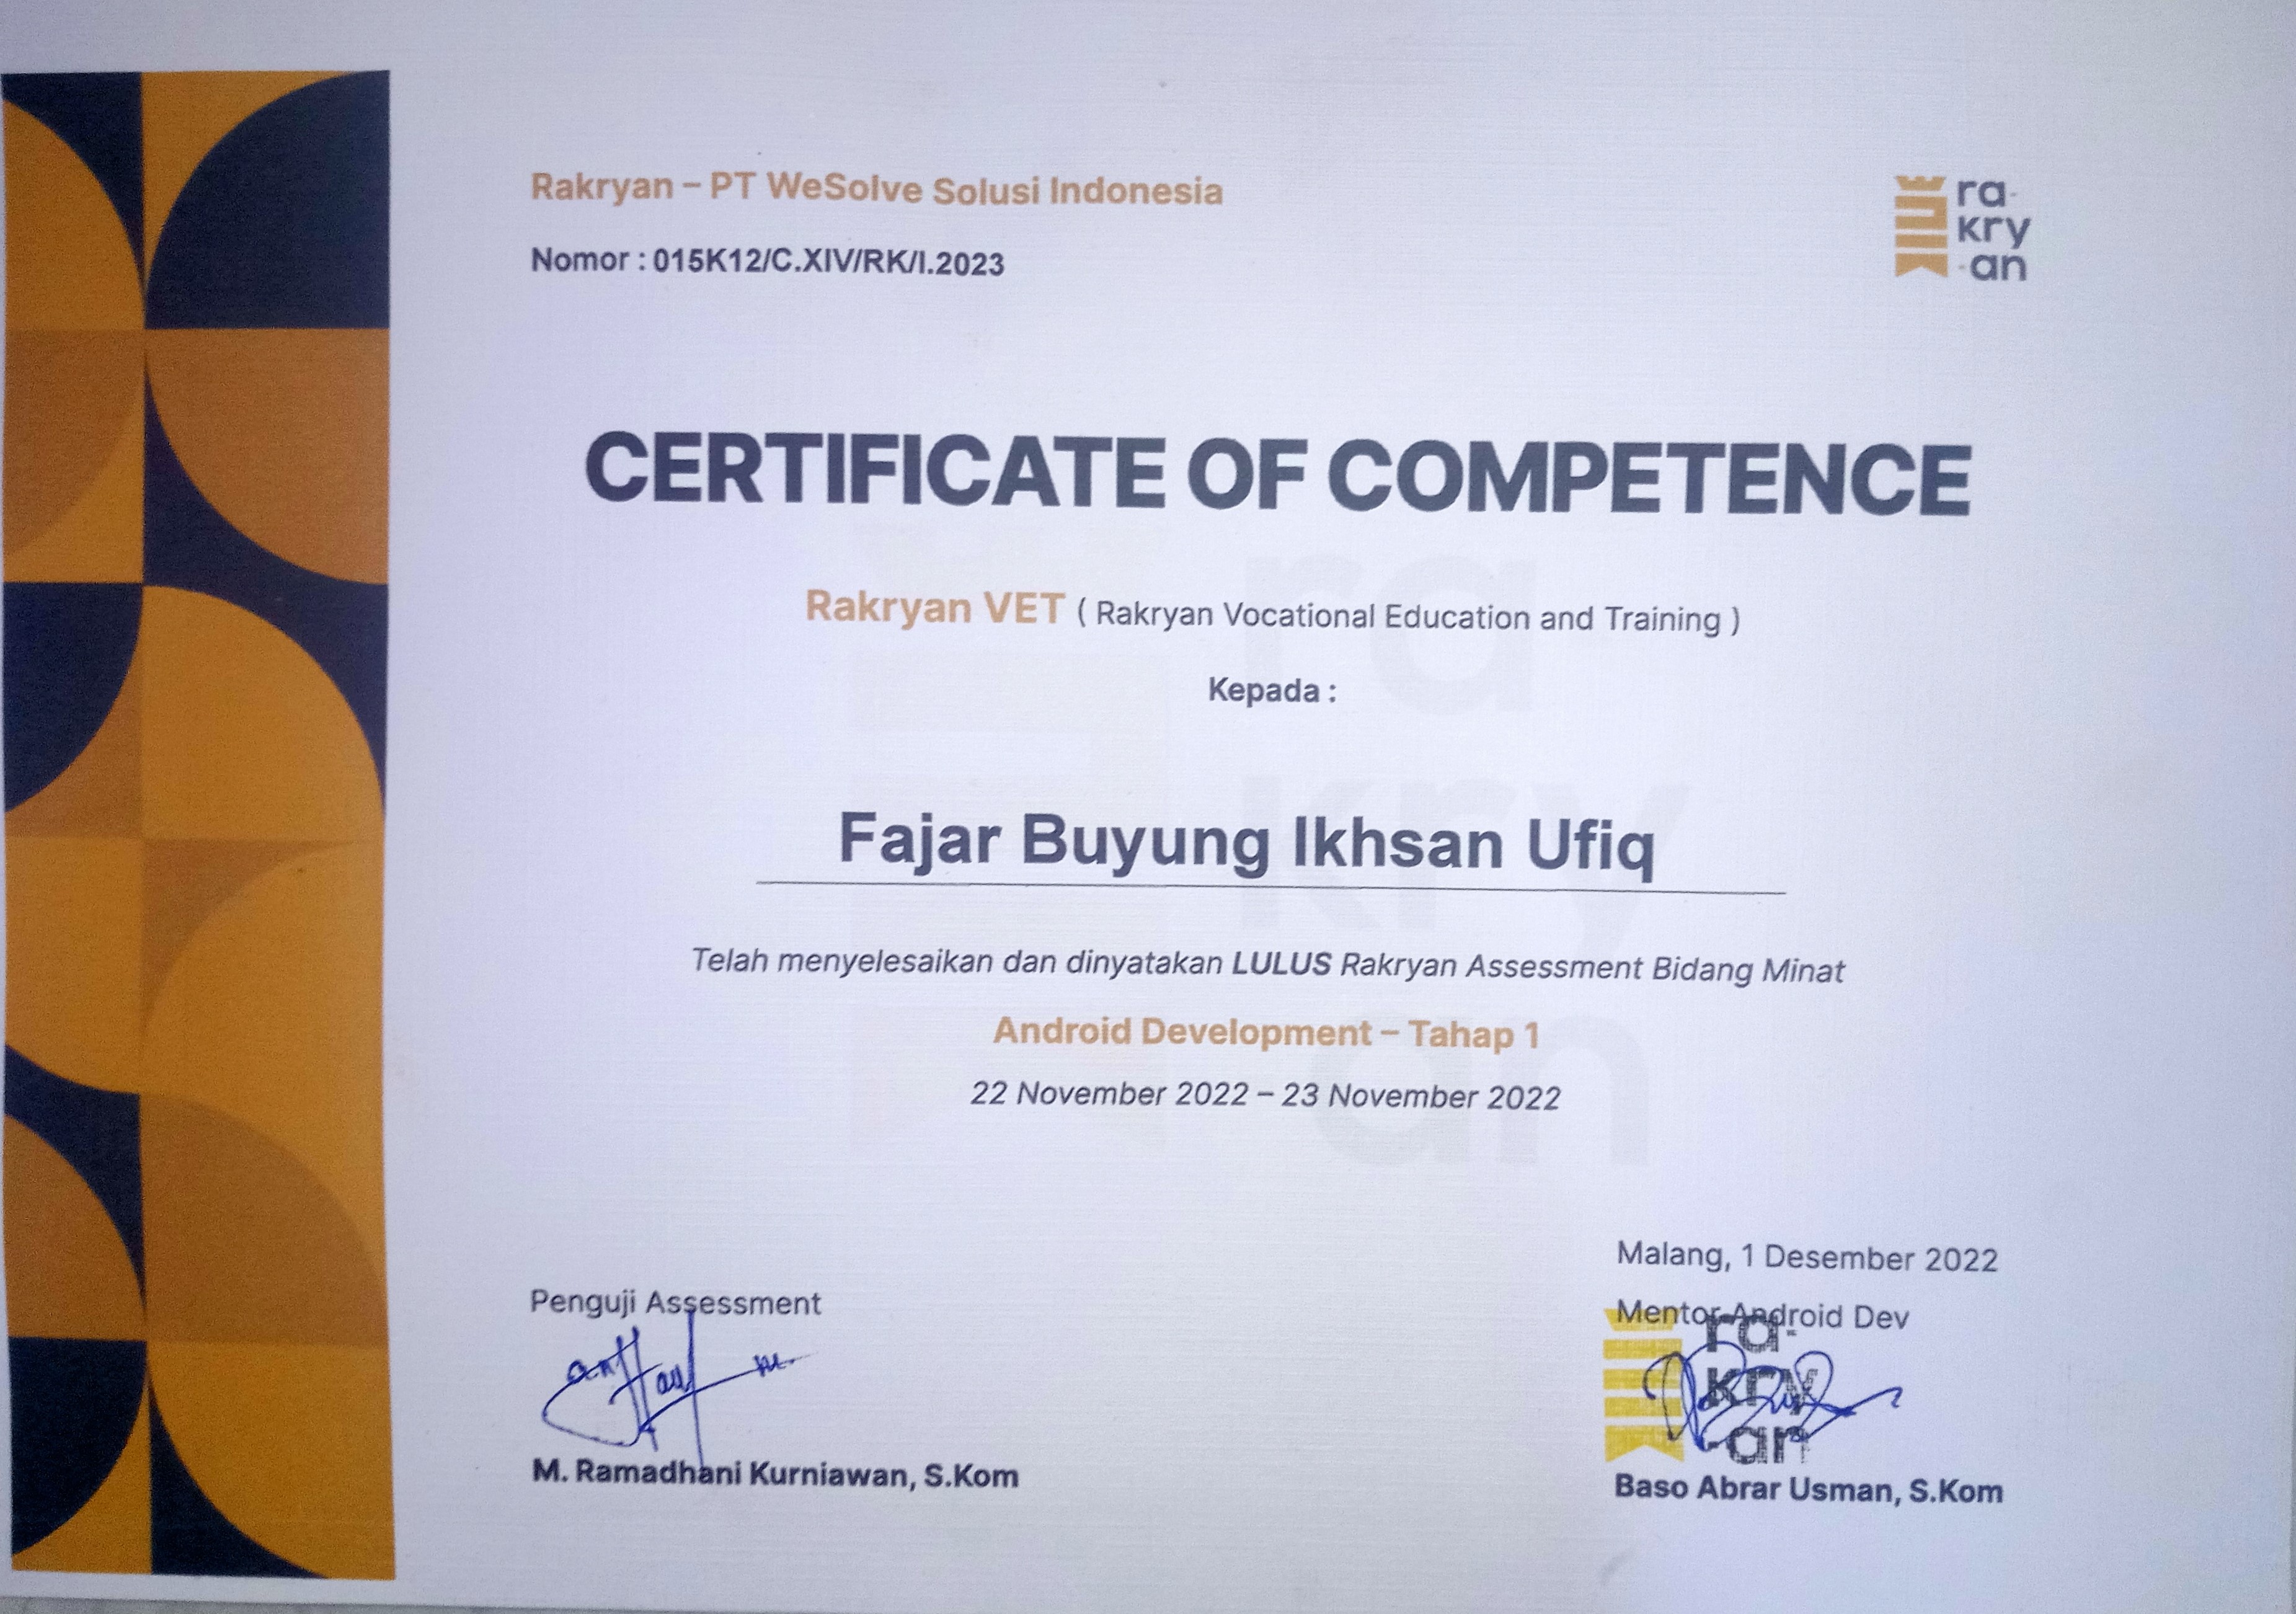 Rakryan – PT WeSolve Solusi Indonesia
Nomor : 015K12/C.XIV/RK/I.2023
ra-
kry
-an
CERTIFICATE OF COMPETENCE
Rakryan VET ( Rakryan Vocational Education and Training )
Kepada :
Fajar Buyung Ikhsan Ufiq
Telah menyelesaikan dan dinyatakan LULUS Rakryan Assessment Bidang Minat
Android Development – Tahap 1
22 November 2022 – 23 November 2022
Penguji Assessment
M. Ramadhani Kurniawan, S.Kom
Malang, 1 Desember 2022
Mentor Android Dev
ra-
kry
-an
Baso Abrar Usman, S.Kom